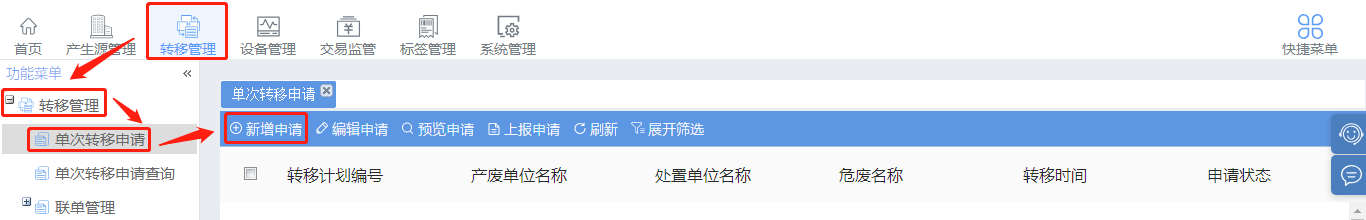 首页 产生源管理 转移管理 设备管理 交易监管 标签管理 系统管理 快捷菜单
功能菜单 «
转移管理
单次转移申请
单次转移申请查询
联单管理
单次转移申请
新增申请 编辑申请 预览申请 上报申请 刷新 展开筛选
转移计划编号 产废单位名称 处置单位名称 危废名称 转移时间 申请状态